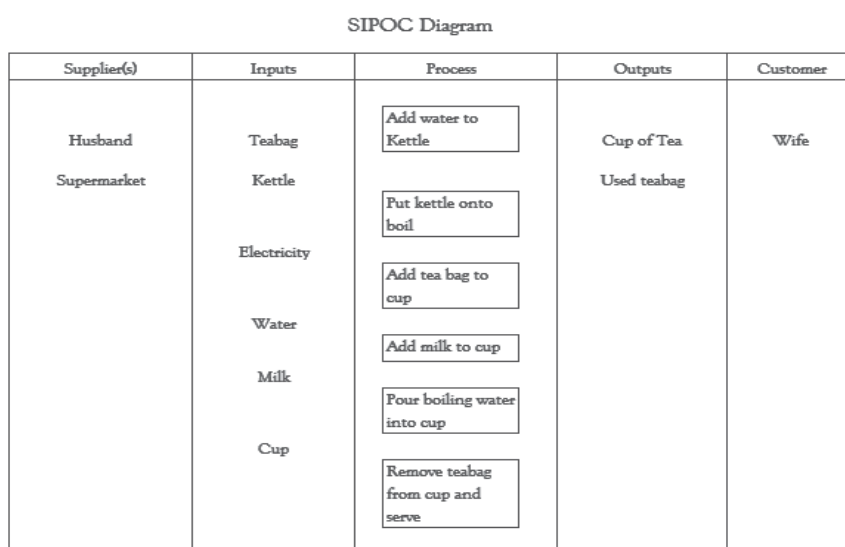 SIPOC Diagram
Supplier(s) Inputs Process Outputs Customer
Add water to
Husband Teabag Kettle Cup of Tea Wife
Supermarket Kettle Used teabag
Put kettle onto
boil
Electricity
Add tea bag to
cup
Water
Add milk to cup
Milk
Pour boiling water
into cup
Cup
Remove teabag
from cup and
serve